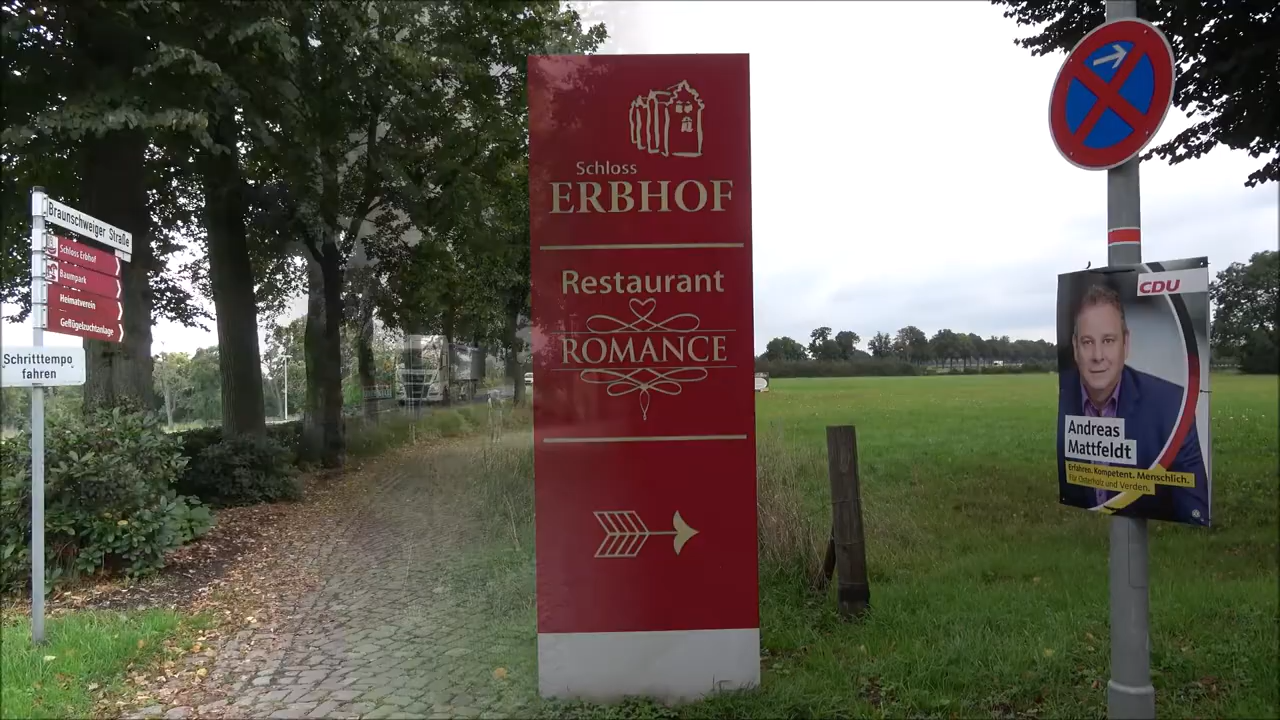 Braunschweiger Straße
Schloss Erbhof
Baumpark
Heimatverein
Geflügelzuchtanlage
Schritttempo
fahren
Schloss
ERBHOF
Restaurant
ROMANCE
CDU
Andreas
Mattfeldt
Erfahren. Kompetent. Menschlich.
Für Osterholz und Verden.